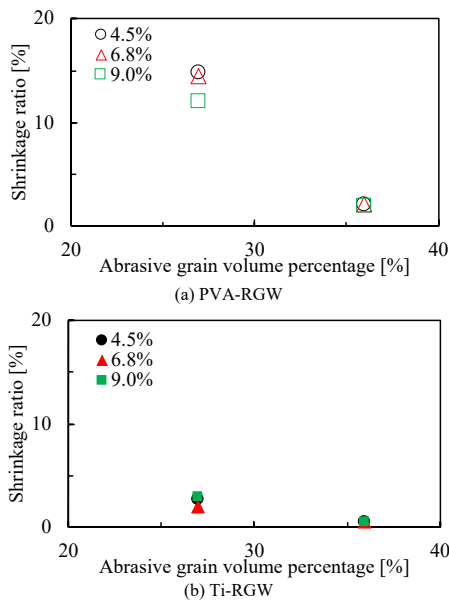 20
4.5%
6.8%
9.0%
10
0
20 30 40
Shrinkage ratio [%]
Abrasive grain volume percentage [%]
(a) PVA-RGW
20
4.5%
6.8%
9.0%
10
0
20 30 40
Shrinkage ratio [%]
Abrasive grain volume percentage [%]
(b) Ti-RGW